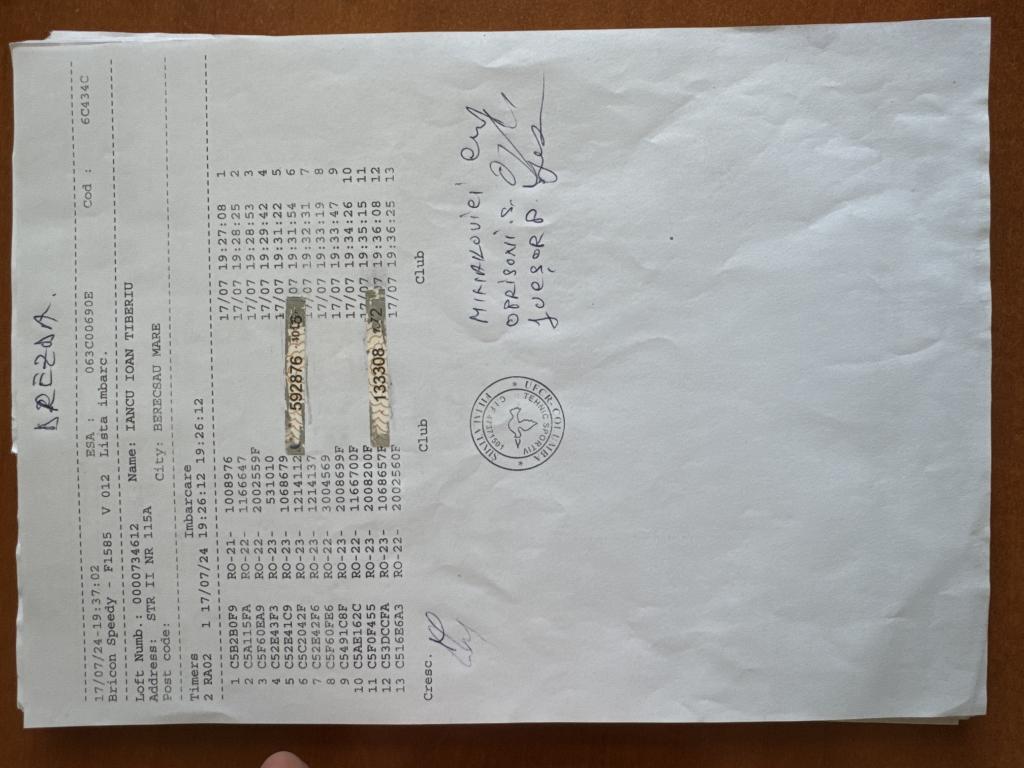 DREZDA.
17/07/24-19:37:02 ESA : 063C00690E Cod : 6C434C
Bricon Speedy - F1585 V 012 Lista imbarc.
Loft Numb.: 0000734612 Name: IANCU IOAN TIBERIU
Address: STR II NR 115A
Post code: City: BERECSAU MARE
Timers Imbarcare
2 RA02 1 17/07/24 19:26:12 19:26:12
1 C5B2B0F9 RO-21- 1008976 17/07 19:27:08 1
2 C5A115FA RO-22- 1166647 17/07 19:28:25 2
3 C5F60EA9 RO-22- 2002559F 17/07 19:28:53 3
4 C52E43F3 RO-23- 531010 17/07 19:29:42 4
5 C52E41C9 RO-23- 1068679 17/07 19:31:22 5
6 C5C2042F RO-23- 1214112 592876 07 19:31:54 6
7 C52E42F6 RO-23- 1214137 17/07 19:32:31 7
8 C5F60FE6 RO-22- 3004569 17/07 19:33:19 8
9 C5491C8F RO-23- 2008699F 17/07 19:33:47 9
10 C5AE162C RO-22- 1166700F 17/07 19:34:26 10
11 C5F0F455 RO-23- 2008200F 17/07 19:35:15 11
12 C53DCCFA RO-23- 1068657F 133308 07 19:36:08 12
13 C516E6A3 RO-22- 2002560F 17/07 19:36:25 13
Cresc. Club Club
UFCR. COLUMBA
FILIALA TIMIS
TEHNIC SPORTIV
OPRISONI.S.